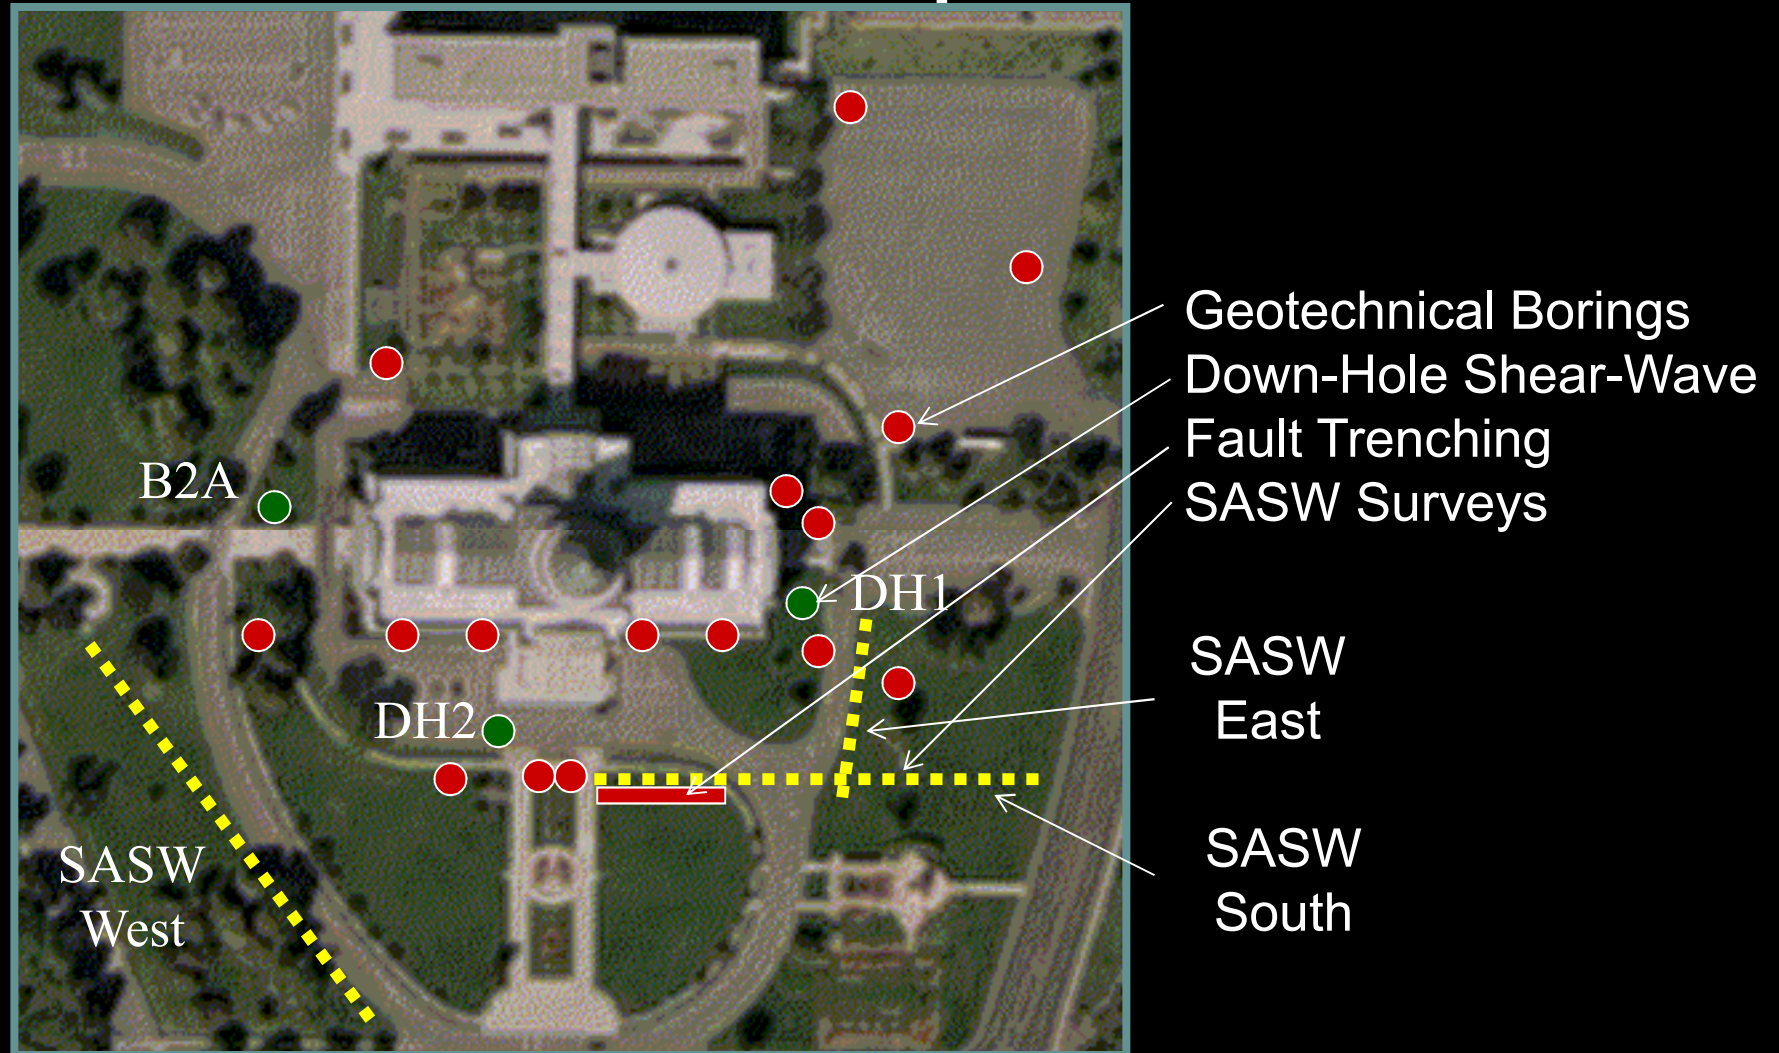 Geotechnical Borings
Down-Hole Shear-Wave
Fault Trenching
SASW Surveys
B2A
DH1
SASW
East
DH2
SASW
West
SASW
South